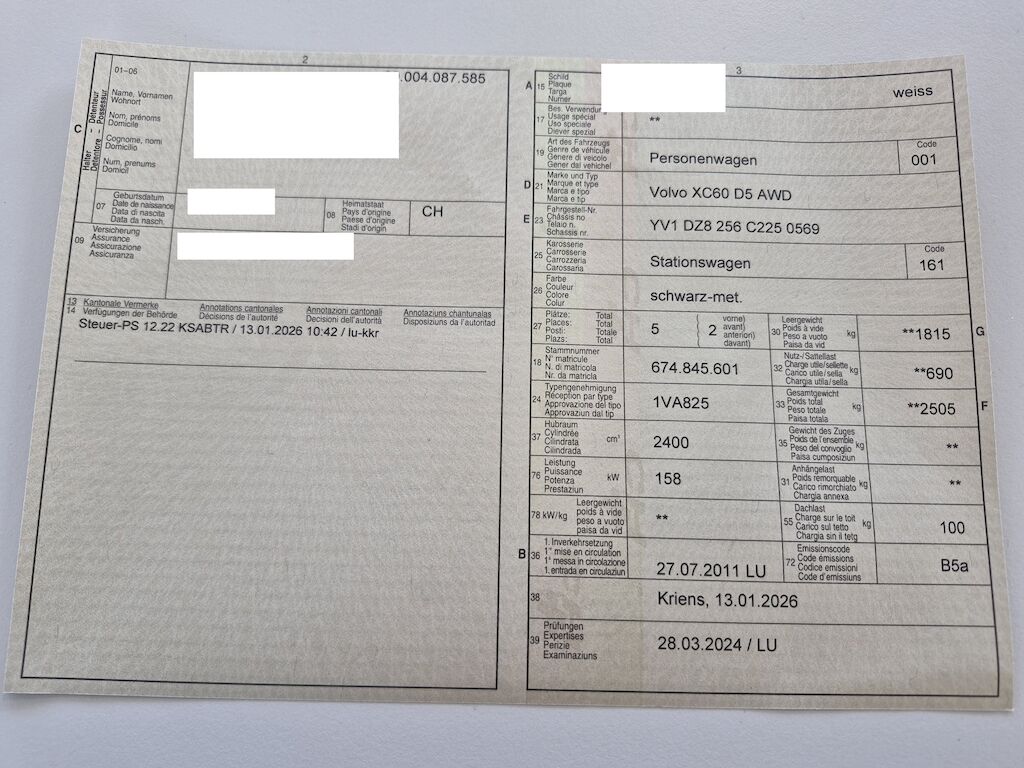 2
.004.087.585
01–06
Name, Vornamen
Wohnort
Nom, prénoms
Domicile
Cognome, nomi
Domicilio
Num, prenums
Domicil
C
Halter - Détenteur
Detentore - Possessur
07
Geburtsdatum
Date de naissance
Data di nascita
Data da nasch.
08
Heimatstaat
Pays d'origine
Paese d'origine
Stadi d'origin
CH
09
Versicherung
Assurance
Assicurazione
Assicuranza
13
14
Kantonale Vermerke
Verfügungen der Behörde
Annotations cantonales
Décisions de l'autorité
Annotazioni cantonali
Decisioni dell'autorità
Annotaziuns chantunalas
Disposiziuns da l'autoritad
Steuer-PS 12.22 KSABTR / 13.01.2026 10:42 / lu-kkr
3
A 15
Schild
Plaque
Targa
Numer
weiss
17
Bes. Verwendung
Usage spécial
Uso speciale
Diever spezial
**
19
Art des Fahrzeugs
Genre de véhicule
Genere di veicolo
Gener dal vehichel
Personenwagen
Code
001
D 21
Marke und Typ
Marque et type
Marca e tipo
Marca e tip
Volvo XC60 D5 AWD
E 23
Fahrgestell-Nr.
Châssis no
Telaio n.
Schassis nr.
YV1 DZ8 256 C225 0569
25
Karosserie
Carrosserie
Carrozzeria
Carossaria
Stationswagen
Code
161
26
Farbe
Couleur
Colore
Colur
schwarz-met.
27
Plätze: Total
Places: Total
Posti: Totale
Plazs: Total
5
( 2
vorne)
avant)
anteriori)
davant)
30
Leergewicht
Poids à vide
Peso a vuoto
Paisa da vid
kg
**1815
G
18
Stammnummer
N° matricule
N. di matricola
Nr. da matricla
674.845.601
32
Nutz-/Sattellast
Charge utile/sellette
Carico utile/sella
Chargia utila/sella
kg
**690
24
Typengenehmigung
Réception par type
Approvazione del tipo
Approvaziun dal tip
1VA825
33
Gesamtgewicht
Poids total
Peso totale
Paisa totala
kg
**2505
F
37
Hubraum
Cylindrée
Cilindrata
Cilindrada
cm³
2400
35
Gewicht des Zuges
Poids de l'ensemble
Peso del convoglio
Paisa cumposiziun
kg
**
76
Leistung
Puissance
Potenza
Prestaziun
kW
158
31
Anhängelast
Poids remorquable
Carico rimorchiato
Chargia annexa
kg
**
78 kW/kg
Leergewicht
poids à vide
peso a vuoto
paisa da vid
**
55
Dachlast
Charge sur le toit
Carico sul tetto
Chargia sin il tetg
kg
100
B 36
1. Inverkehrsetzung
1re mise en circulation
1a messa in circolazione
1. entrada en circulaziun
27.07.2011 LU
72
Emissionscode
Code émissions
Codice emissioni
Code d'emissiuns
B5a
38
Kriens, 13.01.2026
39
Prüfungen
Expertises
Perizie
Examinaziuns
28.03.2024 / LU